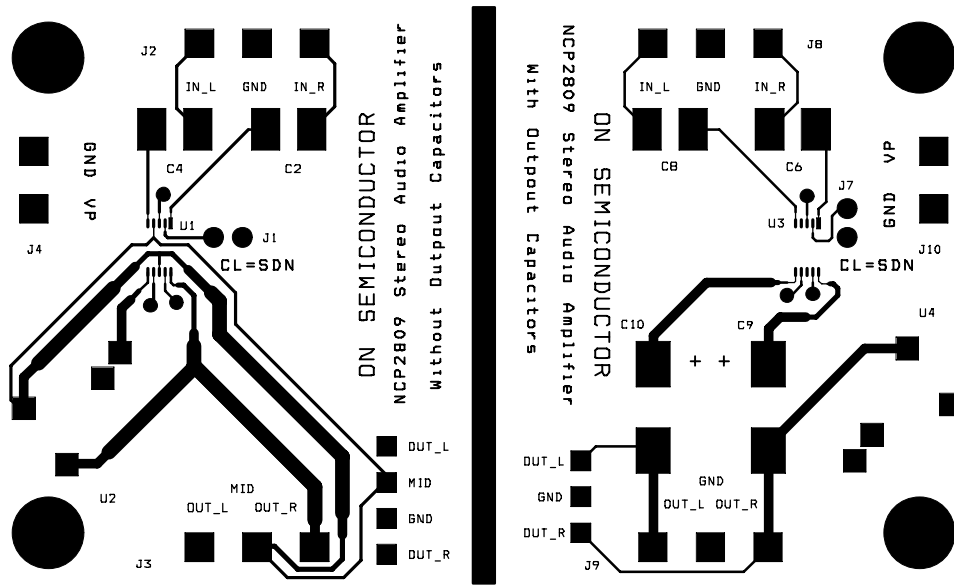 J2
IN_L GND IN_R
C4
C2
GND
VP
J4
U1
J1
CL=SDN
ON SEMICONDUCTOR
NCP2809 Stereo Audio Amplifier
Without Output Capacitors
U2
MID
OUT_L OUT_R
J3
OUT_L
MID
GND
OUT_R
NCP2809 Stereo Audio Amplifier
With Outpout Capacitors
ON SEMICONDUCTOR
J8
IN_L GND IN_R
C8
C6
VP
GND
J7
U3
J10
CL=SDN
C10
C9
U4
+ +
OUT_L
GND
OUT_R
GND
OUT_L OUT_R
J9